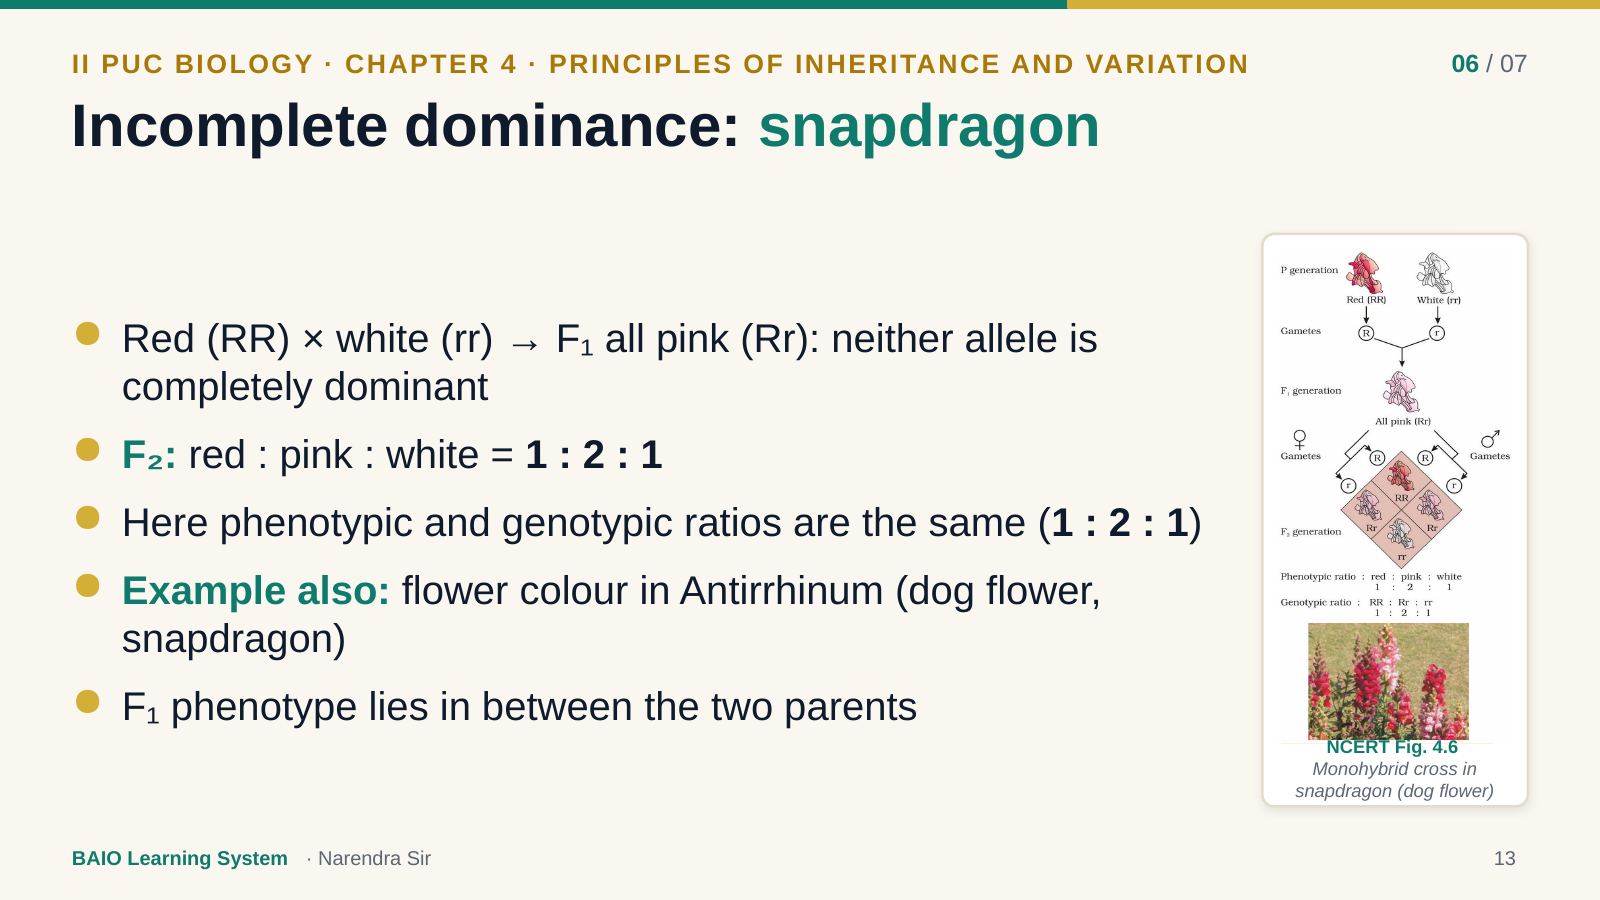 II PUC BIOLOGY · CHAPTER 4 · PRINCIPLES OF INHERITANCE AND VARIATION
06 / 07
Incomplete dominance: snapdragon
Red (RR) × white (rr) → F₁ all pink (Rr): neither allele is
completely dominant
F₂: red : pink : white = 1 : 2 : 1
Here phenotypic and genotypic ratios are the same (1 : 2 : 1)
Example also: flower colour in Antirrhinum (dog flower,
snapdragon)
F₁ phenotype lies in between the two parents
P generation
Red (RR) White (rr)
Gametes
R r
F₁ generation
All pink (Rr)
♀ ♂
Gametes R R Gametes
r r
RR
Rr Rr
F₂ generation
rr
Phenotypic ratio : red : pink : white
1 : 2 : 1
Genotypic ratio : RR : Rr : rr
1 : 2 : 1
NCERT Fig. 4.6
Monohybrid cross in
snapdragon (dog flower)
BAIO Learning System · Narendra Sir
13